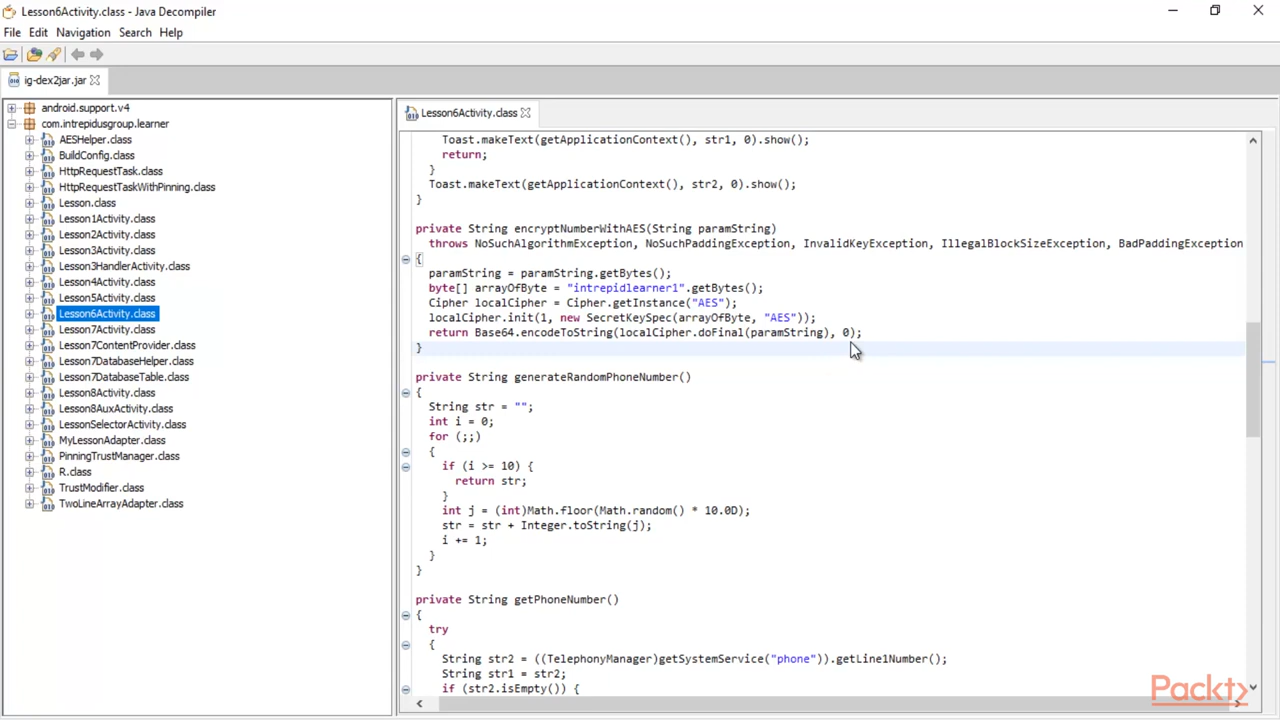 Lesson6Activity.class - Java Decompiler
File Edit Navigation Search Help
ig-dex2jar.jar
android.support.v4
com.intrepidusgroup.learner
AESHelper.class
BuildConfig.class
HttpRequestTask.class
HttpRequestTaskWithPinning.class
Lesson.class
Lesson1Activity.class
Lesson2Activity.class
Lesson3Activity.class
Lesson3HandlerActivity.class
Lesson4Activity.class
Lesson5Activity.class
Lesson6Activity.class
Lesson7Activity.class
Lesson7ContentProvider.class
Lesson7DatabaseHelper.class
Lesson7DatabaseTable.class
Lesson8Activity.class
Lesson8AuxActivity.class
LessonSelectorActivity.class
MyLessonAdapter.class
PinningTrustManager.class
R.class
TrustModifier.class
TwoLineArrayAdapter.class
Lesson6Activity.class
Toast.makeText(getApplicationContext(), str1, 0).show();
return;
}
Toast.makeText(getApplicationContext(), str2, 0).show();
}
private String encryptNumberWithAES(String paramString)
throws NoSuchAlgorithmException, NoSuchPaddingException, InvalidKeyException, IllegalBlockSizeException, BadPaddingException
{
paramString = paramString.getBytes();
byte[] arrayOfByte = "intrepidlearner1".getBytes();
Cipher localCipher = Cipher.getInstance("AES");
localCipher.init(1, new SecretKeySpec(arrayOfByte, "AES"));
return Base64.encodeToString(localCipher.doFinal(paramString), 0);
}
private String generateRandomPhoneNumber()
{
String str = "";
int i = 0;
for (;;)
{
if (i >= 10) {
return str;
}
int j = (int)Math.floor(Math.random() * 10.0D);
str = str + Integer.toString(j);
i += 1;
}
}
private String getPhoneNumber()
{
try
{
String str2 = ((TelephonyManager)getSystemService("phone")).getLine1Number();
String str1 = str2;
if (str2.isEmpty()) {
Packt>